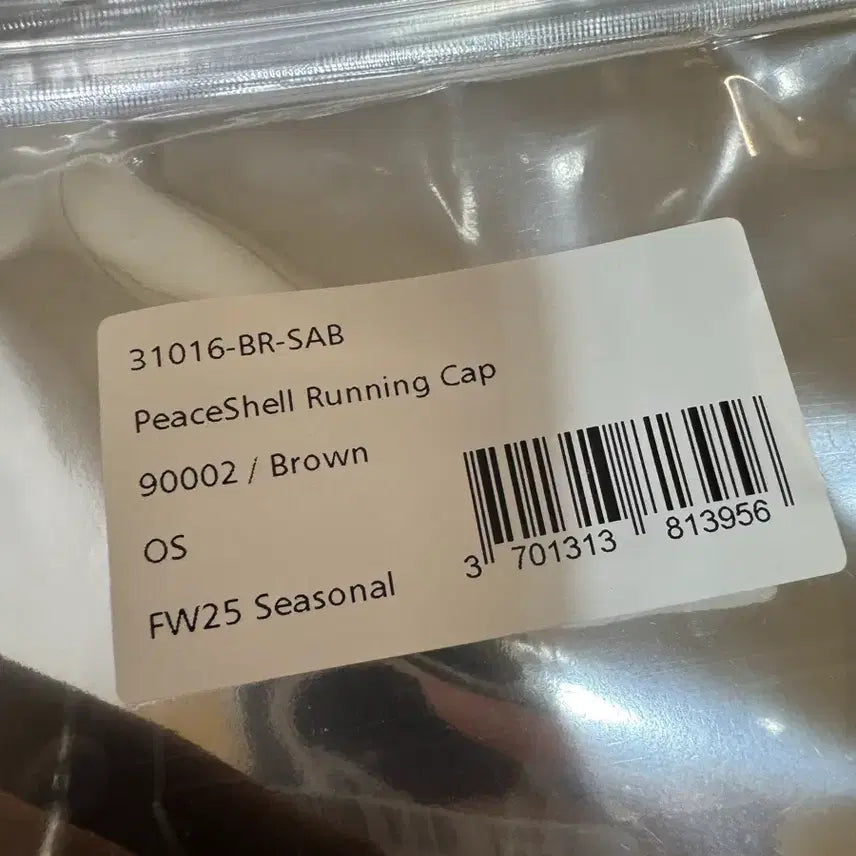 31016-BR-SAB
PeaceShell Running Cap
90002 / Brown
OS
FW25 Seasonal
3 701313 813956